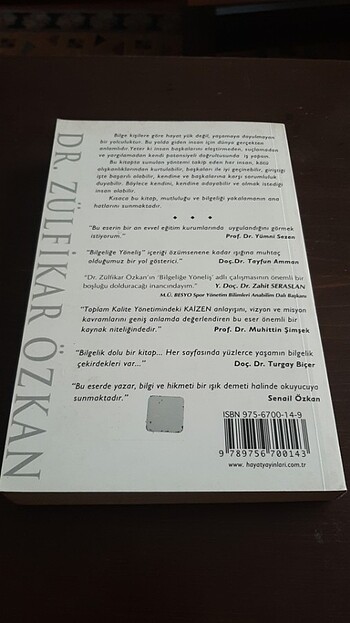 DR. ZÜLFİKAR ÖZKAN
Bilge kişilere göre hayat yük değil, yaşamaya doyulmayan
bir yolculuktur. Bu yolda giden insan için dünya gerçekten
anlamlıdır. Yeter ki insan başkalarını eleştirmeden, suçlamadan
ve yargılamadan kendi potansiyeli doğrultusunda iş yapsın.
Bu kitapta sunulan yöntemi takip eden her insan, kötü
alışkanlıklarından kurtulabilir, başkaları ile iyi geçinebilir, giriştiği
işte başarılı olabilir, kendine ve başkalarına karşı sorumluluk
duyabilir. Böylece kendini, kendine adayabilir ve olmak istediği
insan olabilir.
Kısaca bu kitap, mutluluğu ve bilgeliği yakalamanın ana
hatlarını sunmaktadır.
"Bu eserin bir an evvel eğitim kurumlarında uygulandığını görmek
istiyorum." Prof. Dr. Yümni Sezen
"Bilgeliğe Yöneliş" içeriği özümsenene kadar ışığına muhtaç
olduğumuz bir yol gösterici." Doç.Dr. Tayfun Amman
"Dr. Zülfikar Özkan'ın 'Bilgeliğe Yöneliş' adlı çalışmasının önemli bir
boşluğu dolduracağı inancındayım." Y. Doç. Dr. Zahit SERASLAN
M.Ü. BESYO Spor Yönetim Bilimleri Anabilim Dalı Başkanı
"Toplam Kalite Yönetimindeki KAİZEN anlayışını, vizyon ve misyon
kavramlarını geniş anlamda değerlendiren bu eser önemli bir
kaynak niteliğindedir." Prof. Dr. Muhittin Şimşek
"Bilgelik dolu bir kitap... Her sayfasında yüzlerce yaşamın bilgelik
çekirdekleri var..." Doç. Dr. Turgay Biçer
"Bu eserde yazar, bilgi ve hikmeti bir ışık demeti halinde okuyucuya
sunmaktadır." Senail Özkan
ISBN 975-6700-14-9
9 789756 700143
www. hayatyayinlari.com.tr